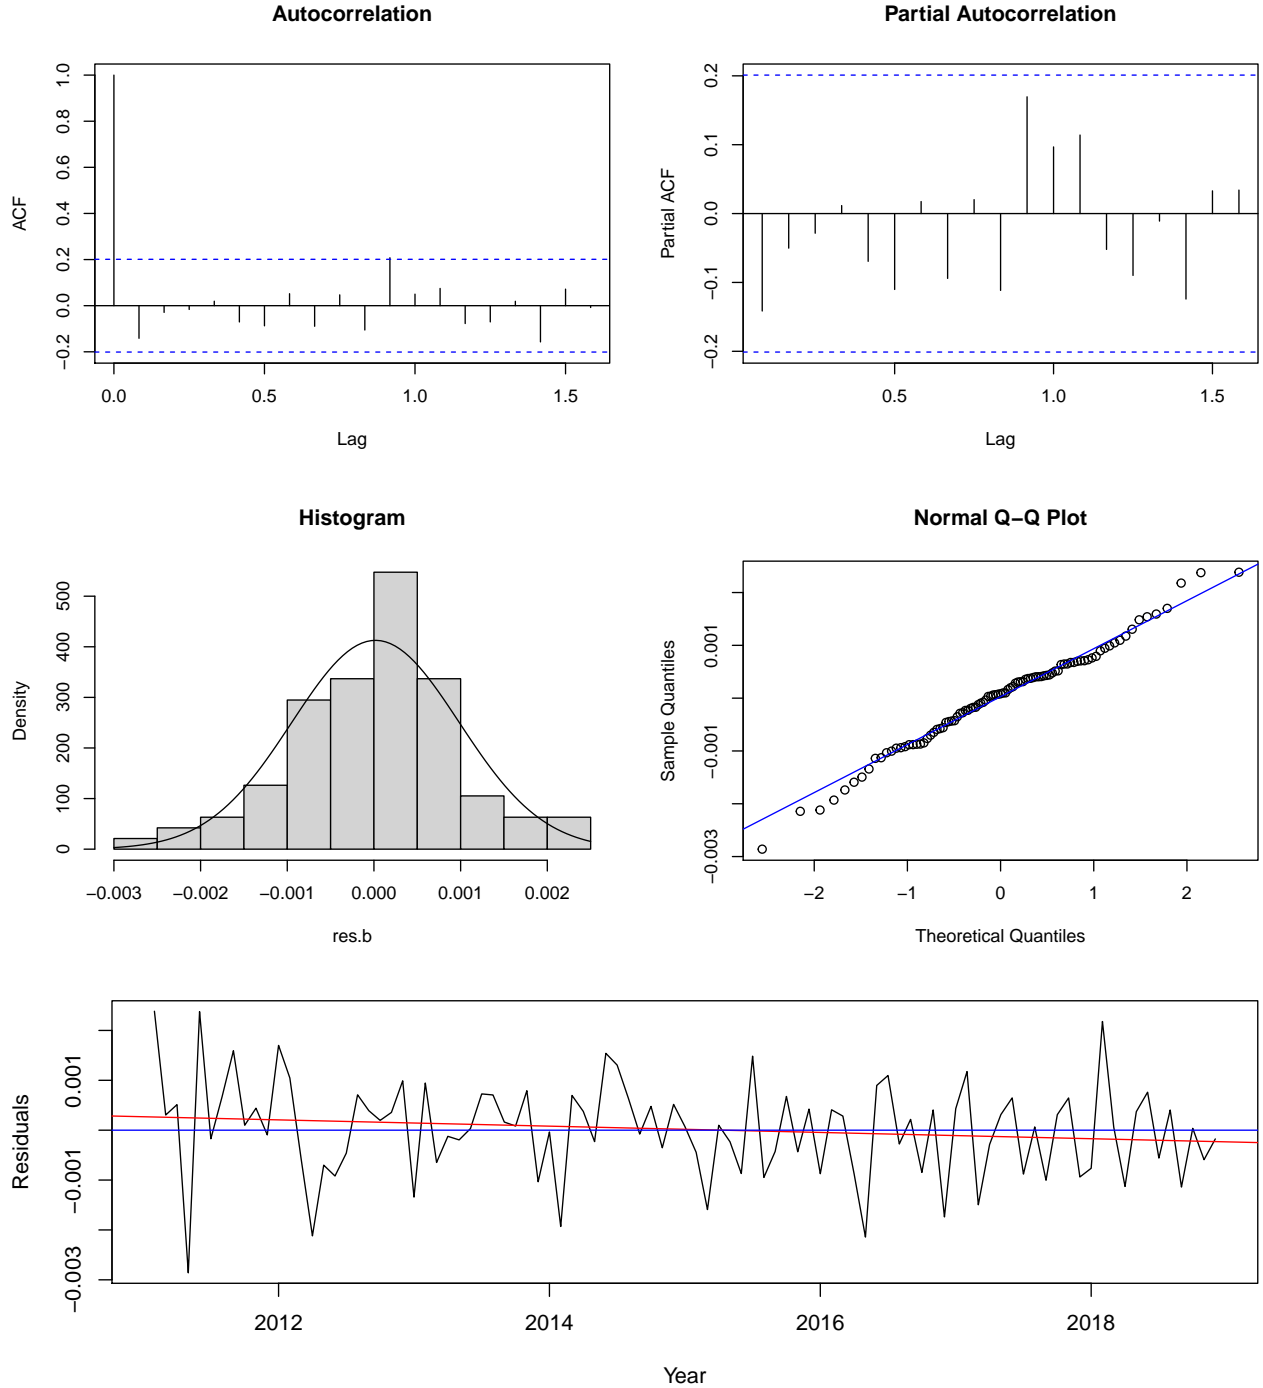 Autocorrelation
ACF
1.0
0.8
0.6
0.4
0.2
0.0
−0.2
0.0 0.5 1.0 1.5
Lag
Partial Autocorrelation
Partial ACF
0.2
0.1
0.0
−0.1
−0.2
0.5 1.0 1.5
Lag
Histogram
Density
500
400
300
200
100
0
−0.003 −0.002 −0.001 0.000 0.001 0.002
res.b
Normal Q−Q Plot
Sample Quantiles
0.001
−0.001
−0.003
−2 −1 0 1 2
Theoretical Quantiles
Residuals
0.001
−0.001
−0.003
2012 2014 2016 2018
Year